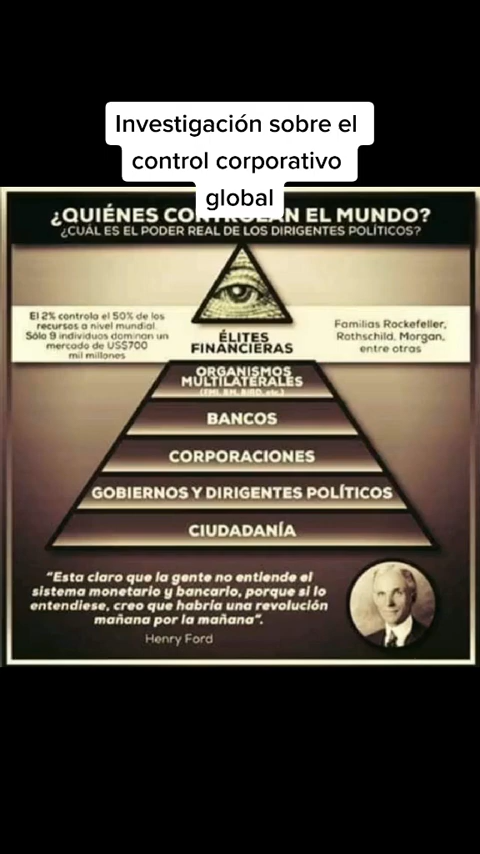 Investigación sobre el
control corporativo
global
¿QUIÉNES CONTROLAN EL MUNDO?
¿CUÁL ES EL PODER REAL DE LOS DIRIGENTES POLÍTICOS?
El 2% controla el 50% de los
recursos a nivel mundial.
Sólo 9 individuos dominan un
mercado de US$700
mil millones
ÉLITES
FINANCIERAS
Familias Rockefeller,
Rothschild, Morgan,
entre otras
ORGANISMOS
MULTILATERALES
(FMI, BM, BIRD, etc.)
BANCOS
CORPORACIONES
GOBIERNOS Y DIRIGENTES POLÍTICOS
CIUDADANÍA
"Esta claro que la gente no entiende el
sistema monetario y bancario, porque si lo
entendiese, creo que habría una revolución
mañana por la mañana".
Henry Ford